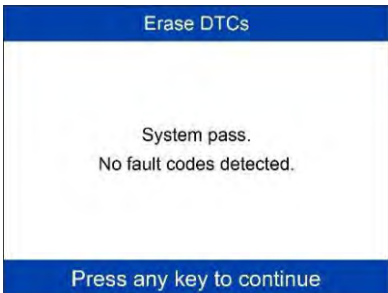 Erase DTCs
System pass.
No fault codes detected.
Press any key to continue